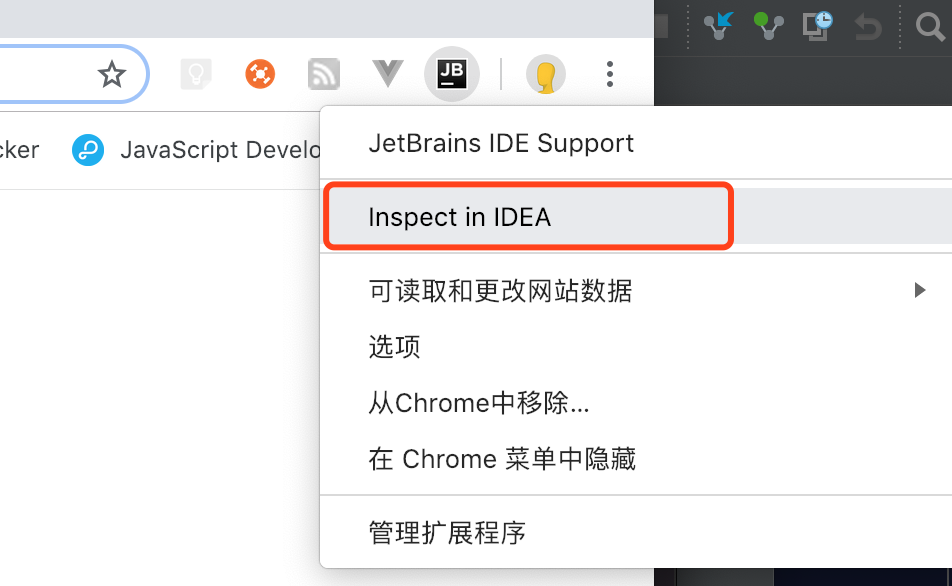 JB
cker
JavaScript Develo
JetBrains IDE Support
Inspect in IDEA
可读取和更改网站数据
选项
从Chrome中移除...
在 Chrome 菜单中隐藏
管理扩展程序